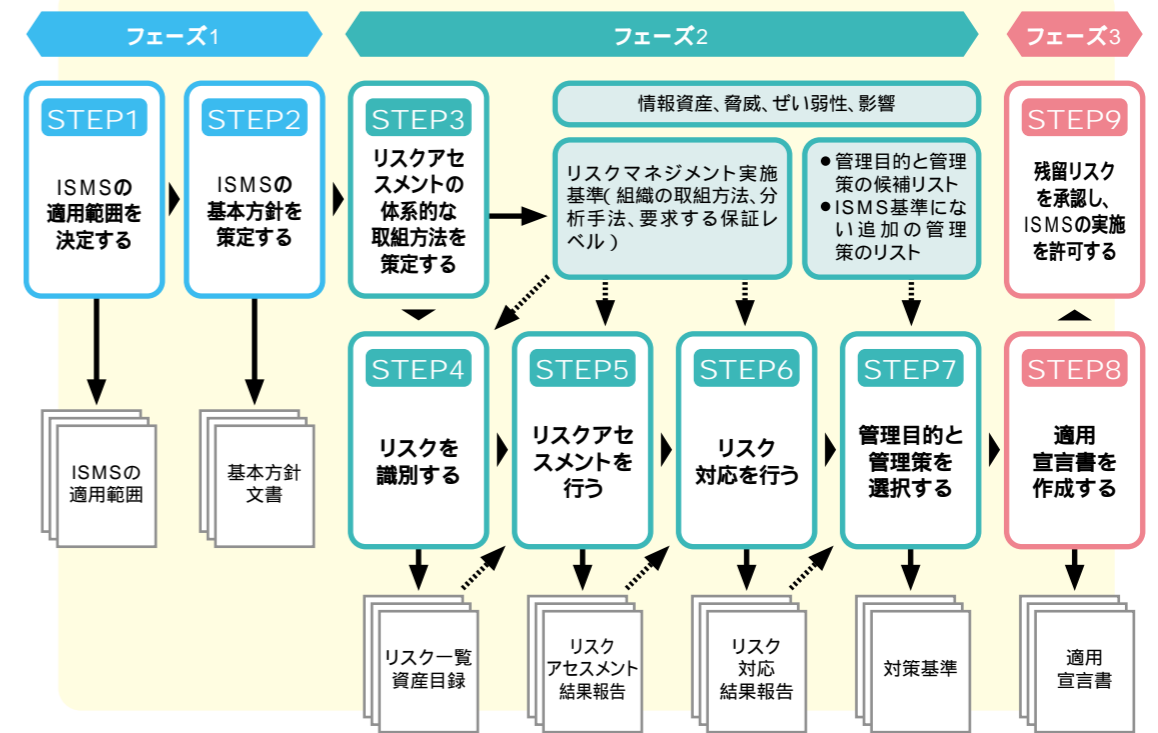 フェーズ1
フェーズ2
フェーズ3
STEP1
ISMSの
適用範囲を
決定する
STEP2
ISMSの
基本方針を
策定する
STEP3
リスクアセ
スメントの
体系的な
取組方法を
策定する
情報資産、脅威、ぜい弱性、影響
リスクマネジメント実施
基準(組織の取組方法、分
析手法、要求する保証レ
ベル)
●管理目的と管理
策の候補リスト
●ISMS基準にな
い追加の管理
策のリスト
STEP9
残留リスク
を承認し、
ISMSの実施
を許可する
STEP4
リスクを
識別する
STEP5
リスクアセ
スメントを
行う
STEP6
リスク
対応を行う
STEP7
管理目的と
管理策を
選択する
STEP8
適用
宣言書を
作成する
ISMSの
適用範囲
基本方針
文書
リスク一覧
資産目録
リスク
アセスメント
結果報告
リスク
対応
結果報告
対策基準
適用
宣言書